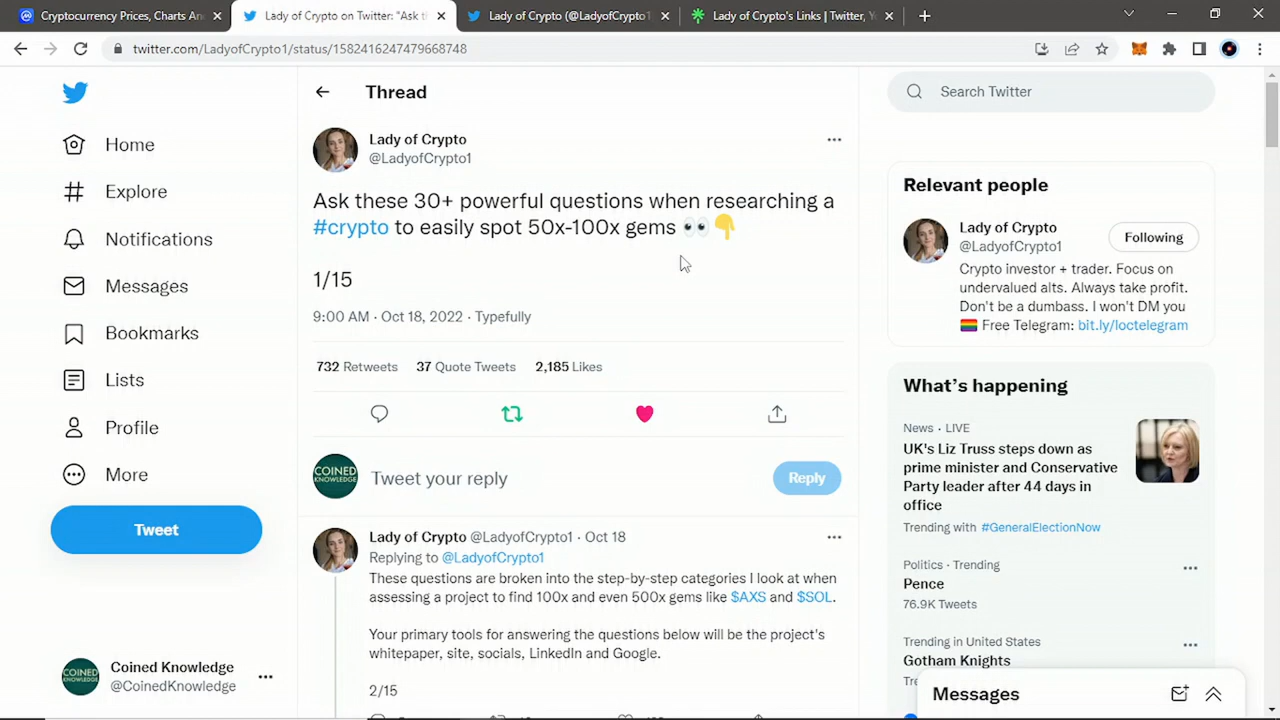 Cryptocurrency Prices, Charts An
Lady of Crypto on Twitter: "Ask th
Lady of Crypto (@LadyofCrypto1
Lady of Crypto's Links | Twitter, Y
twitter.com/LadyofCrypto1/status/1582416247479668748
Home
Explore
Notifications
Messages
Bookmarks
Lists
Profile
More
Tweet
Coined Knowledge
@CoinedKnowledge
Thread
Lady of Crypto
@LadyofCrypto1
Ask these 30+ powerful questions when researching a
#crypto to easily spot 50x-100x gems 👀👇
1/15
9:00 AM · Oct 18, 2022 · Typefully
732 Retweets 37 Quote Tweets 2,185 Likes
COINED
KNOWLEDGE
Tweet your reply
Reply
Lady of Crypto @LadyofCrypto1 · Oct 18
Replying to @LadyofCrypto1
These questions are broken into the step-by-step categories I look at when
assessing a project to find 100x and even 500x gems like $AXS and $SOL.
Your primary tools for answering the questions below will be the project's
whitepaper, site, socials, LinkedIn and Google.
2/15
Search Twitter
Relevant people
Lady of Crypto
@LadyofCrypto1
Following
Crypto investor + trader. Focus on
undervalued alts. Always take profit.
Don't be a dumbass. I won't DM you
🏳️‍🌈 Free Telegram: bit.ly/loctelegram
What's happening
News · LIVE
UK's Liz Truss steps down as
prime minister and Conservative
Party leader after 44 days in
office
Trending with #GeneralElectionNow
Politics · Trending
Pence
76.9K Tweets
Trending in United States
Gotham Knights
Messages